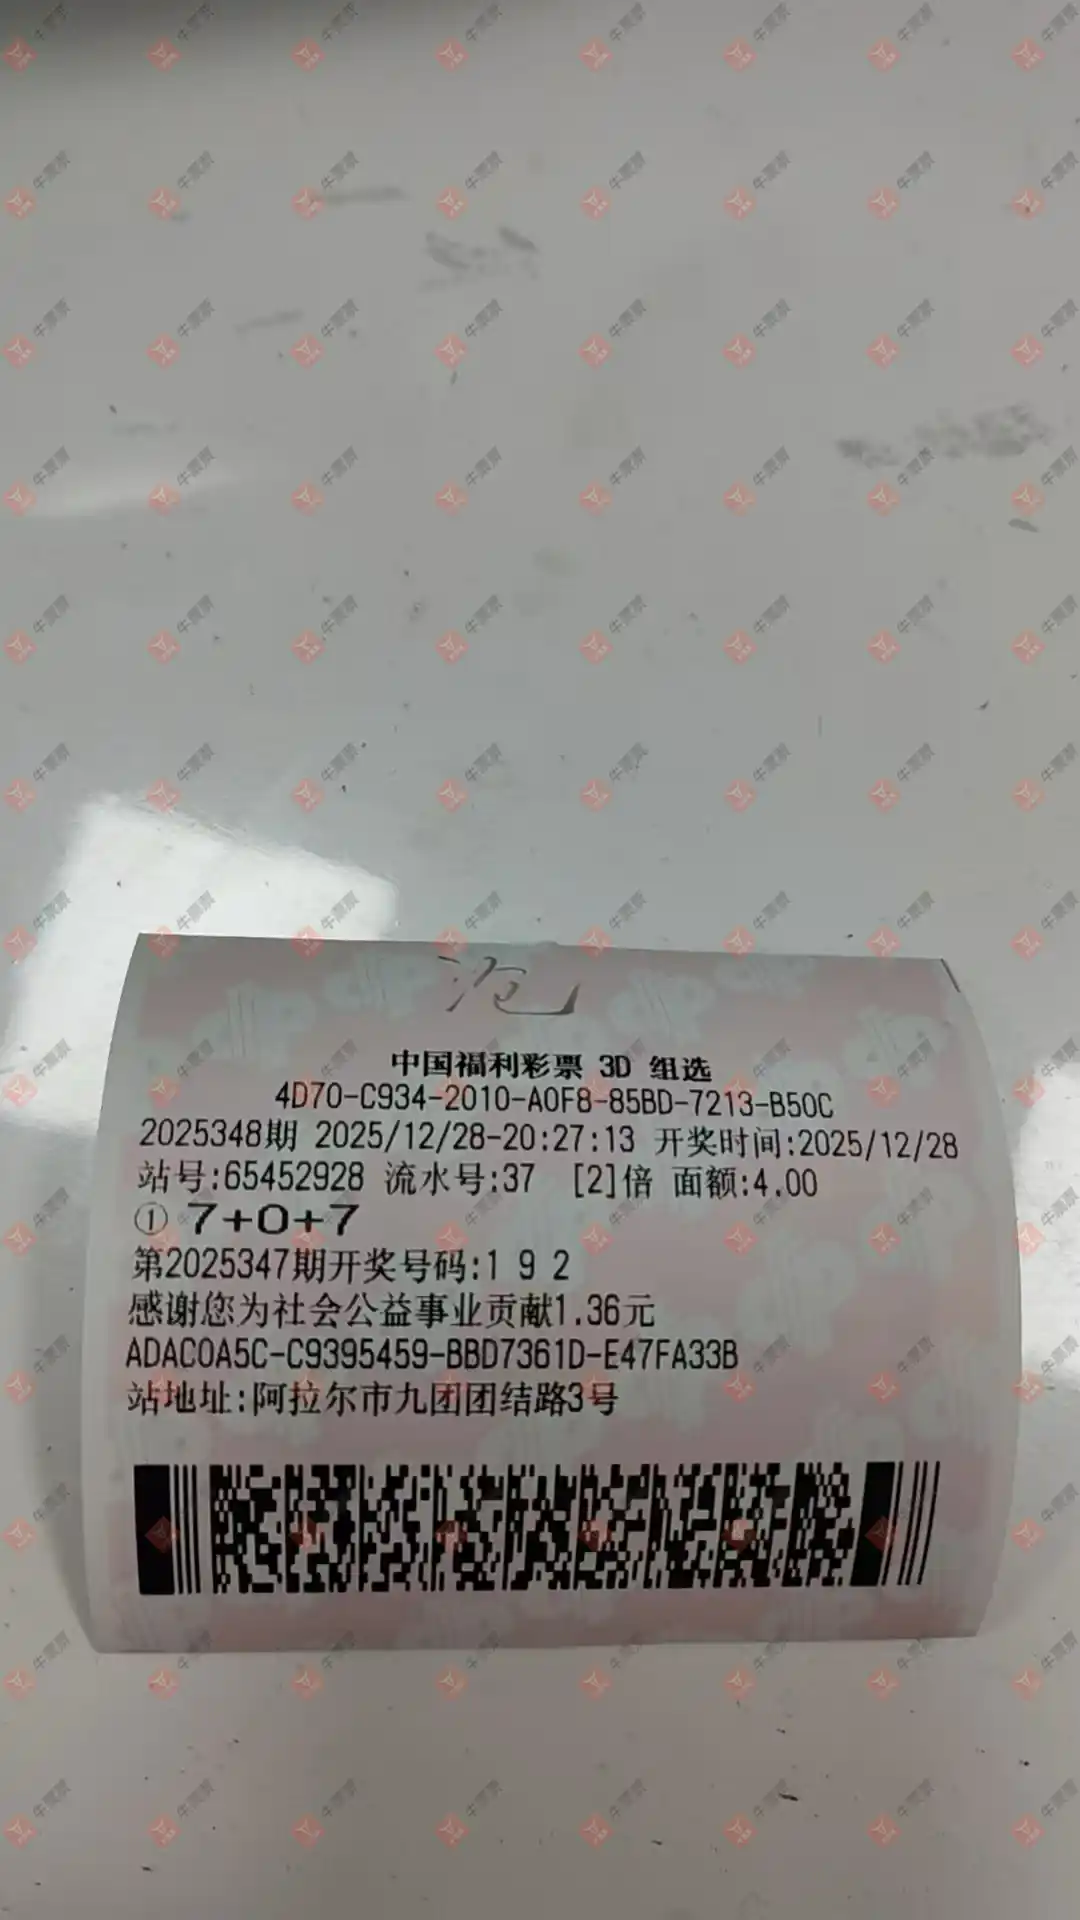 沧
中国福利彩票 3D 组选
4D70-C934-2010-A0F8-85BD-7213-B50C
2025348期 2025/12/28-20:27:13 开奖时间:2025/12/28
站号:65452928 流水号:37 [2]倍 面额:4.00
① 7+0+7
第2025347期开奖号码:1 9 2
感谢您为社会公益事业贡献1.36元
ADAC0A5C-C9395459-BBD7361D-E47FA33B
站地址:阿拉尔市九团团结路3号
牛票票